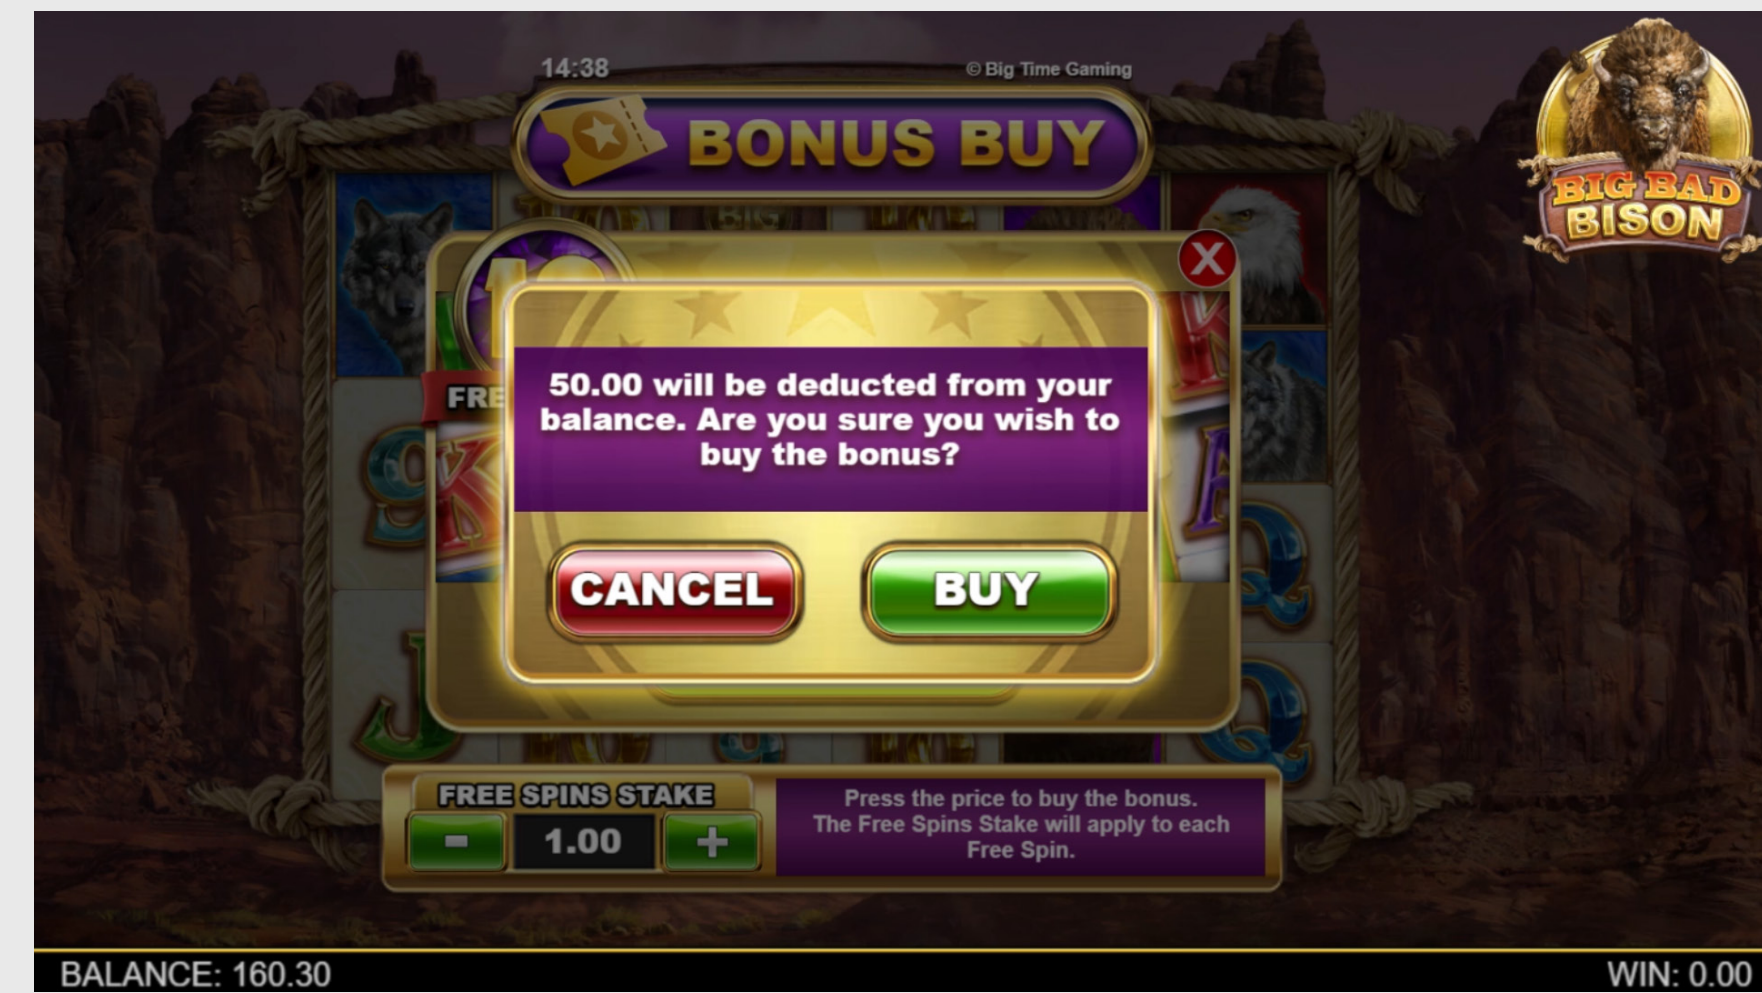 14:38
© Big Time Gaming
BONUS BUY
BIG BAD
BISON
X
FRE
50.00 will be deducted from your
balance. Are you sure you wish to
buy the bonus?
CANCEL
BUY
FREE SPINS STAKE
- 1.00 +
Press the price to buy the bonus.
The Free Spins Stake will apply to each
Free Spin.
BALANCE: 160.30
WIN: 0.00